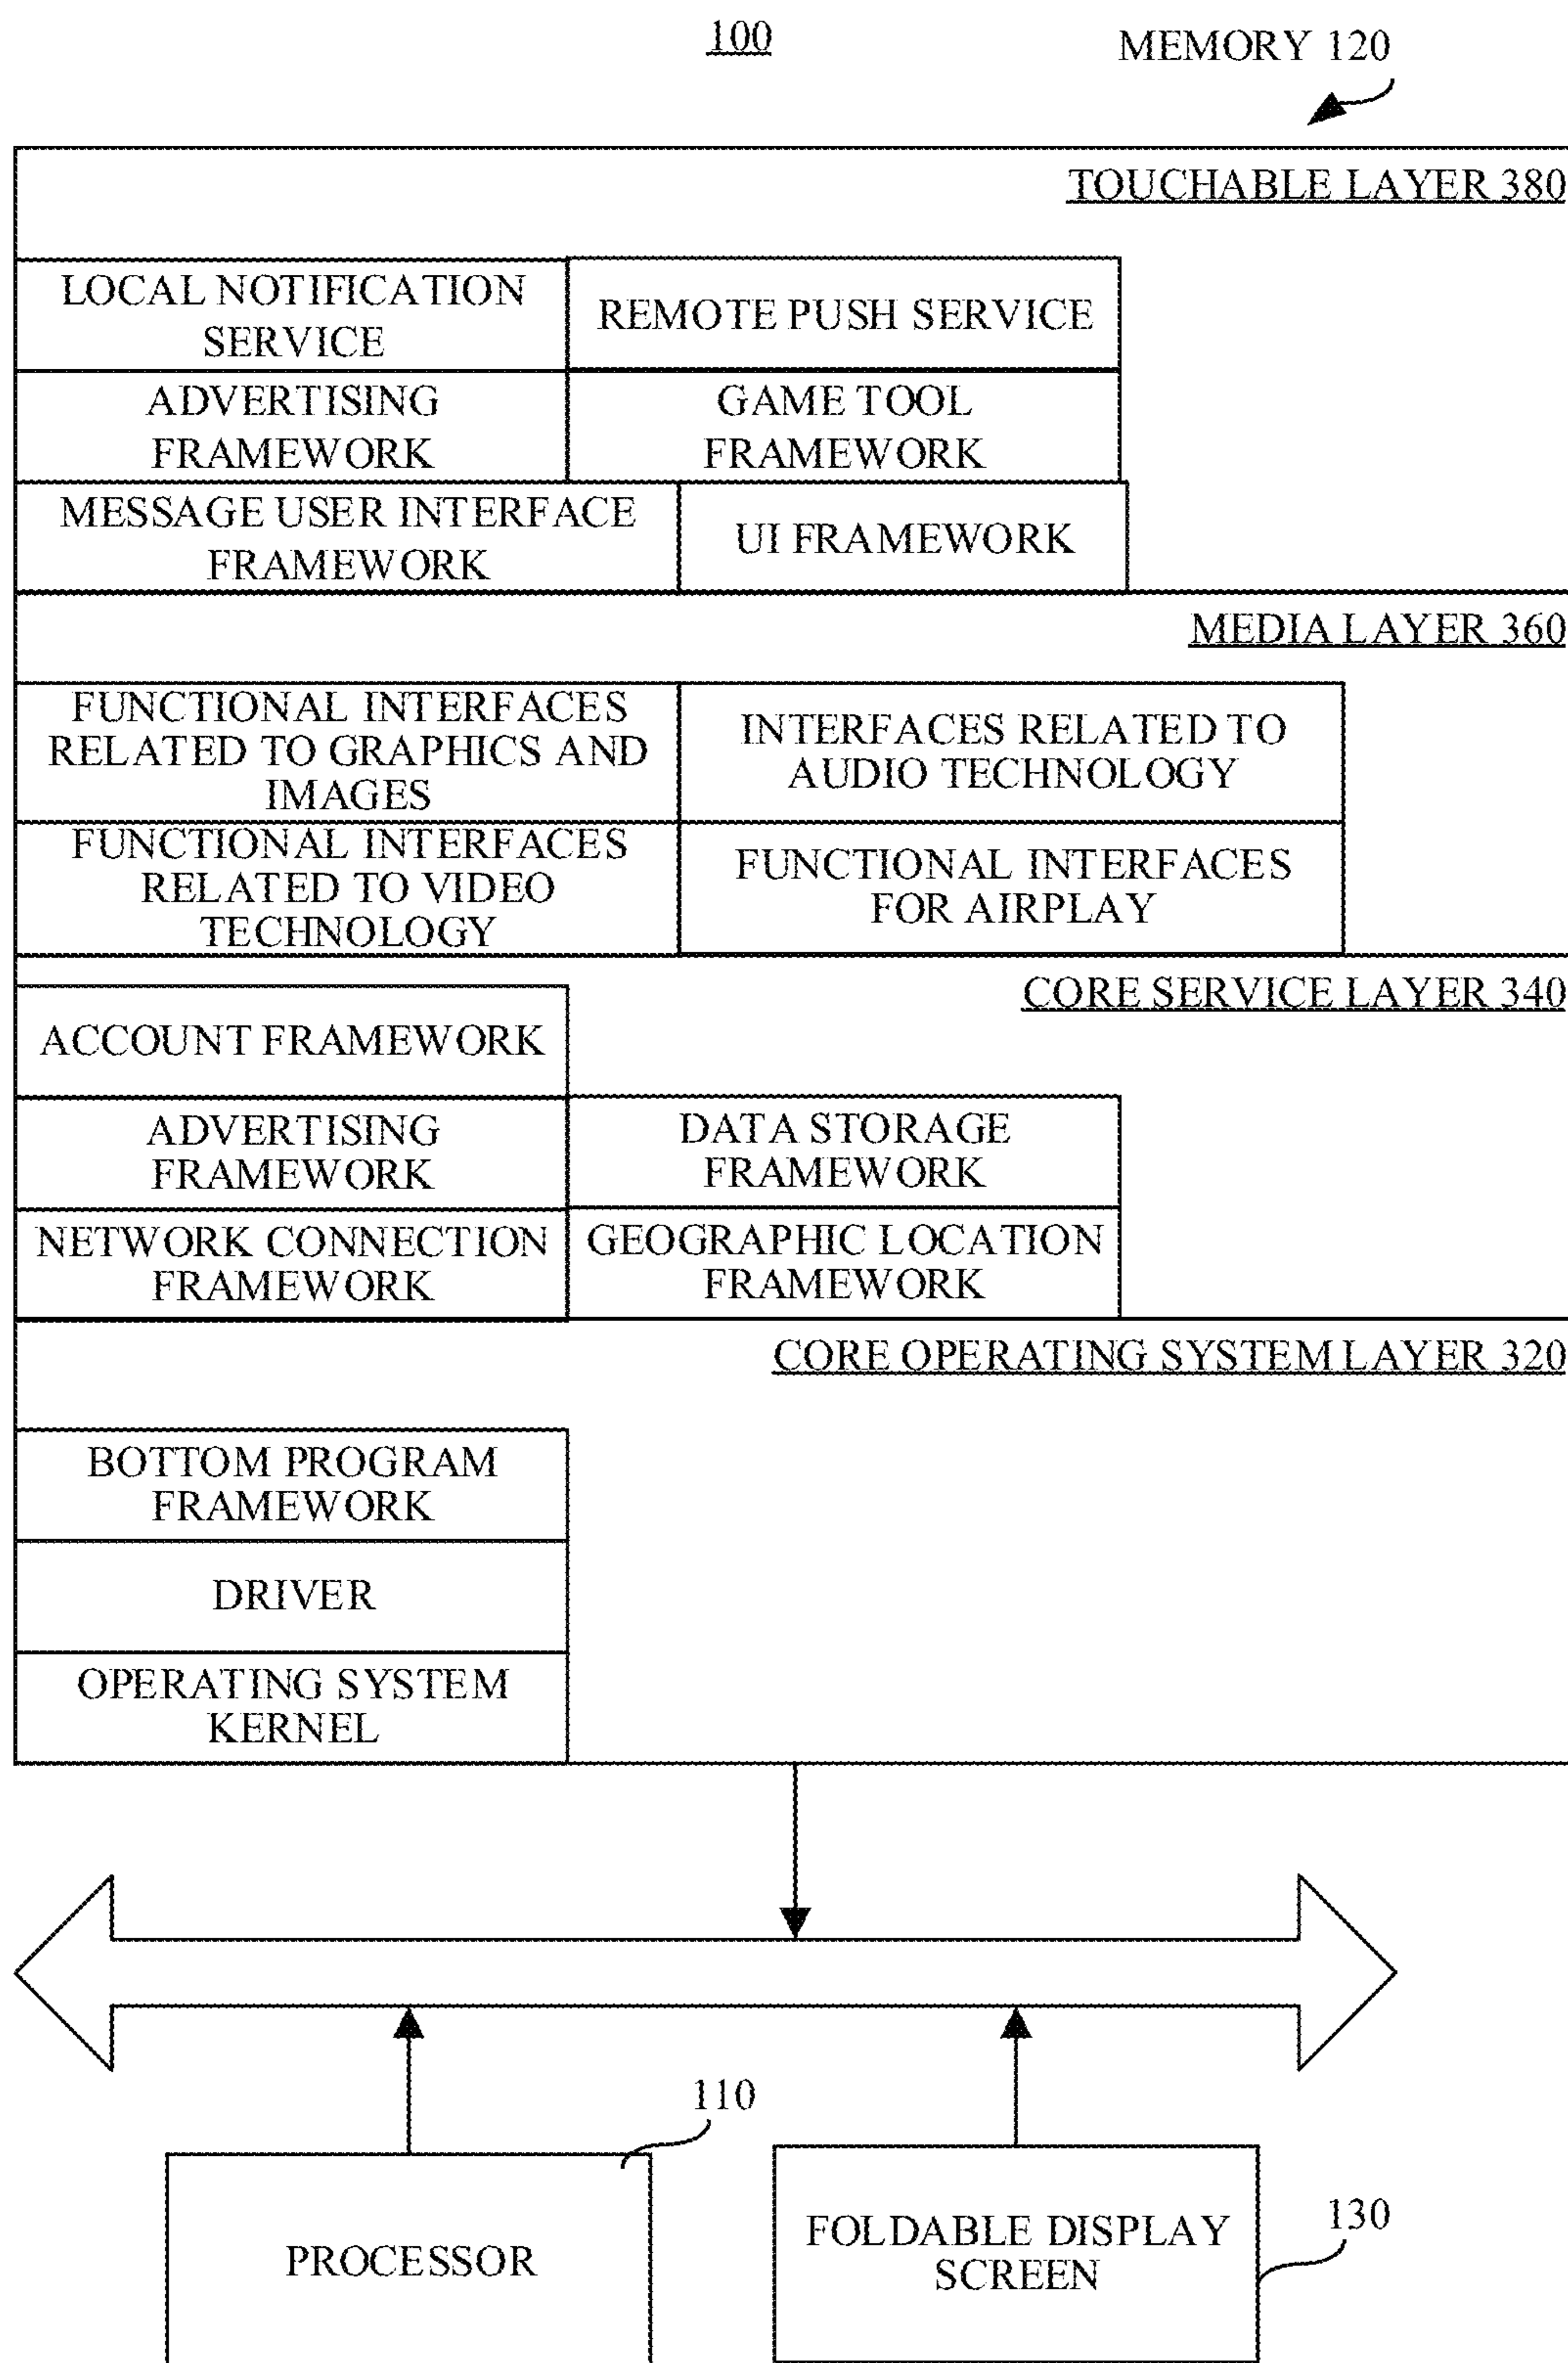 100
MEMORY 120
TOUCHABLE LAYER 380
LOCAL NOTIFICATION
SERVICE
REMOTE PUSH SERVICE
ADVERTISING
FRAMEWORK
GAME TOOL
FRAMEWORK
MESSAGE USER INTERFACE
FRAMEWORK
UI FRAMEWORK
MEDIA LAYER 360
FUNCTIONAL INTERFACES
RELATED TO GRAPHICS AND
IMAGES
INTERFACES RELATED TO
AUDIO TECHNOLOGY
FUNCTIONAL INTERFACES
RELATED TO VIDEO
TECHNOLOGY
FUNCTIONAL INTERFACES
FOR AIRPLAY
CORE SERVICE LAYER 340
ACCOUNT FRAMEWORK
ADVERTISING
FRAMEWORK
DATA STORAGE
FRAMEWORK
NETWORK CONNECTION
FRAMEWORK
GEOGRAPHIC LOCATION
FRAMEWORK
CORE OPERATING SYSTEM LAYER 320
BOTTOM PROGRAM
FRAMEWORK
DRIVER
OPERATING SYSTEM
KERNEL
110
PROCESSOR
FOLDABLE DISPLAY
SCREEN
130